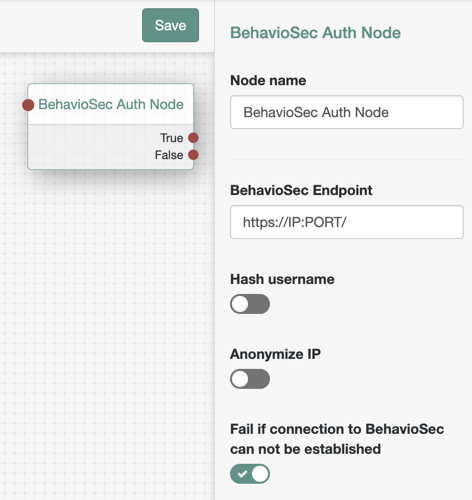 Save
BehavioSec Auth Node
True
False
BehavioSec Auth Node
Node name
BehavioSec Auth Node
BehavioSec Endpoint
https://IP:PORT/
Hash username
Anonymize IP
Fail if connection to BehavioSec
can not be established